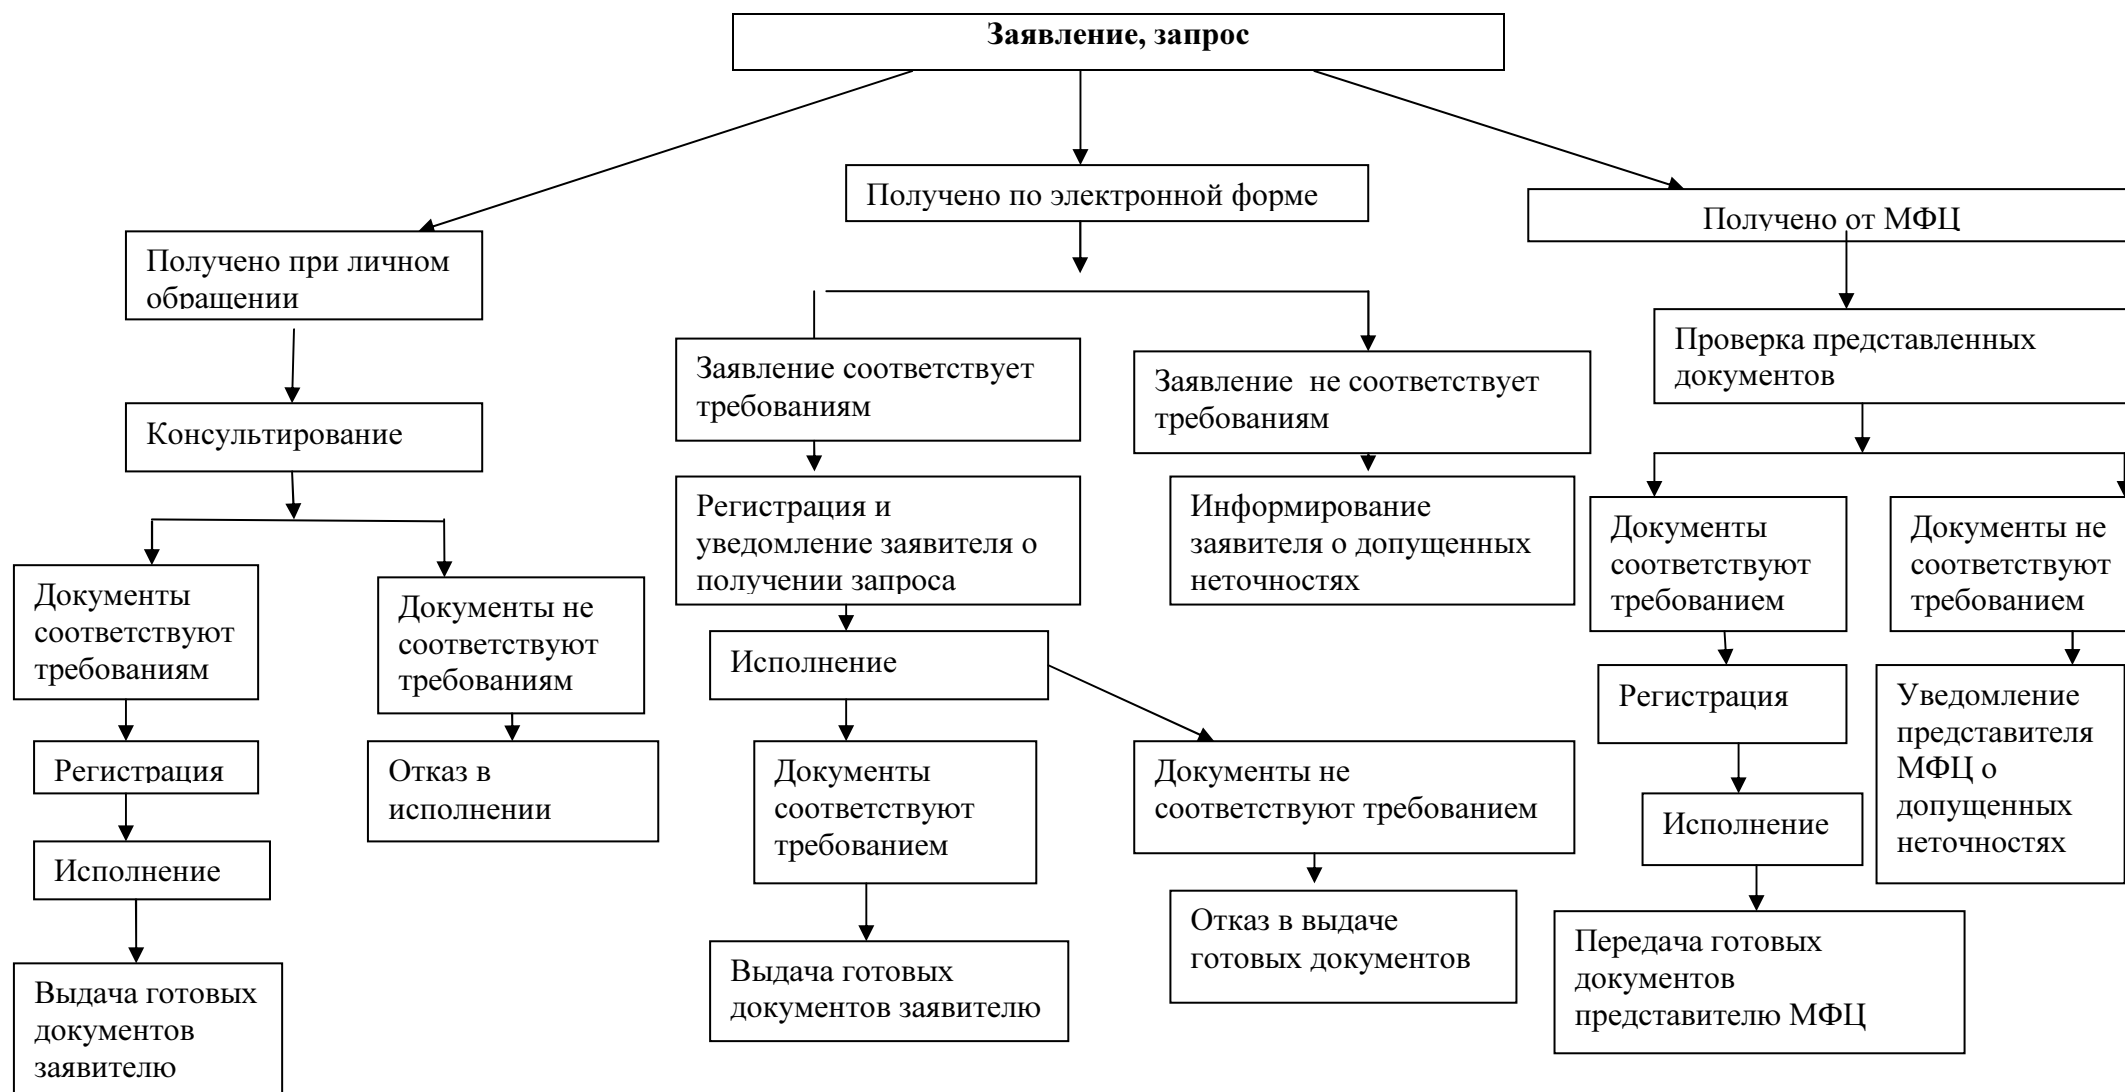 Заявление, запрос
Получено по электронной форме
Получено от МФЦ
Получено при личном
обращении
Проверка представленных
документов
Заявление соответствует
требованиям
Заявление  не соответствует
требованиям
Консультирование
Регистрация и
уведомление заявителя о
получении запроса
Информирование
заявителя о допущенных
неточностях
Документы
соответствуют
требованием
Документы не
соответствуют
требованием
Документы
соответствуют
требованиям
Документы не
соответствуют
требованиям
Исполнение
Регистрация
Уведомление
представителя
МФЦ о
допущенных
неточностях
Регистрация
Отказ в
исполнении
Документы
соответствуют
требованием
Документы не
соответствуют требованием
Исполнение
Исполнение
Отказ в выдаче
готовых документов
Передача готовых
документов
представителю МФЦ
Выдача готовых
документов заявителю
Выдача готовых
документов
заявителю